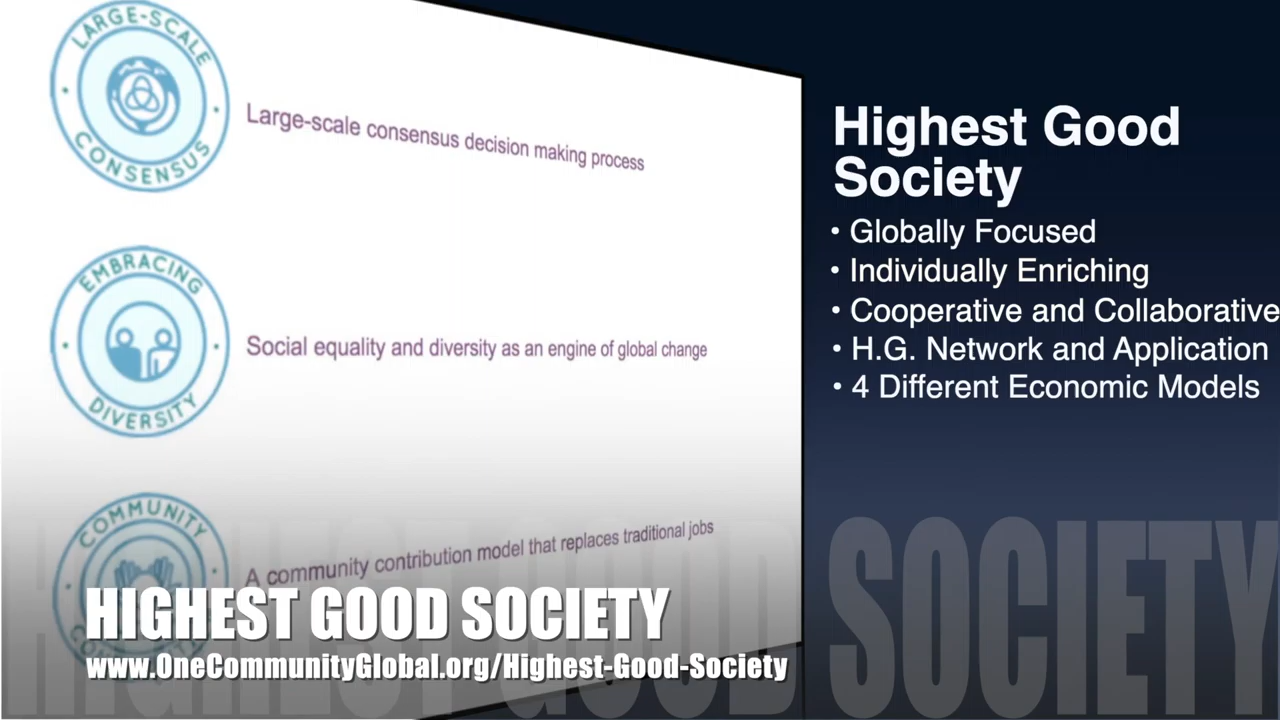 LARGE-SCALE
CONSENSUS
Large-scale consensus decision making process
EMBRACING
DIVERSITY
Social equality and diversity as an engine of global change
COMMUNITY
A community contribution model that replaces traditional jobs
Highest Good
Society
• Globally Focused
• Individually Enriching
• Cooperative and Collaborative
• H.G. Network and Application
• 4 Different Economic Models
HIGHEST GOOD SOCIETY
HIGHEST GOOD SOCIETY
www.OneCommunityGlobal.org/Highest-Good-Society